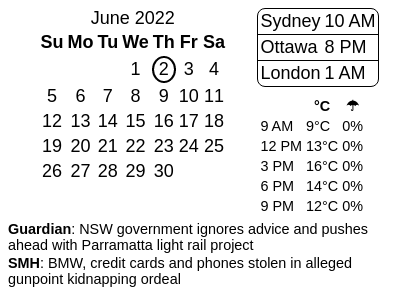 June 2022
Su Mo Tu We Th Fr Sa
1 2 3 4
5 6 7 8 9 10 11
12 13 14 15 16 17 18
19 20 21 22 23 24 25
26 27 28 29 30
Sydney 10 AM
Ottawa 8 PM
London 1 AM
°C ☂
9 AM 9°C 0%
12 PM 13°C 0%
3 PM 16°C 0%
6 PM 14°C 0%
9 PM 12°C 0%
Guardian: NSW government ignores advice and pushes
ahead with Parramatta light rail project
SMH: BMW, credit cards and phones stolen in alleged
gunpoint kidnapping ordeal